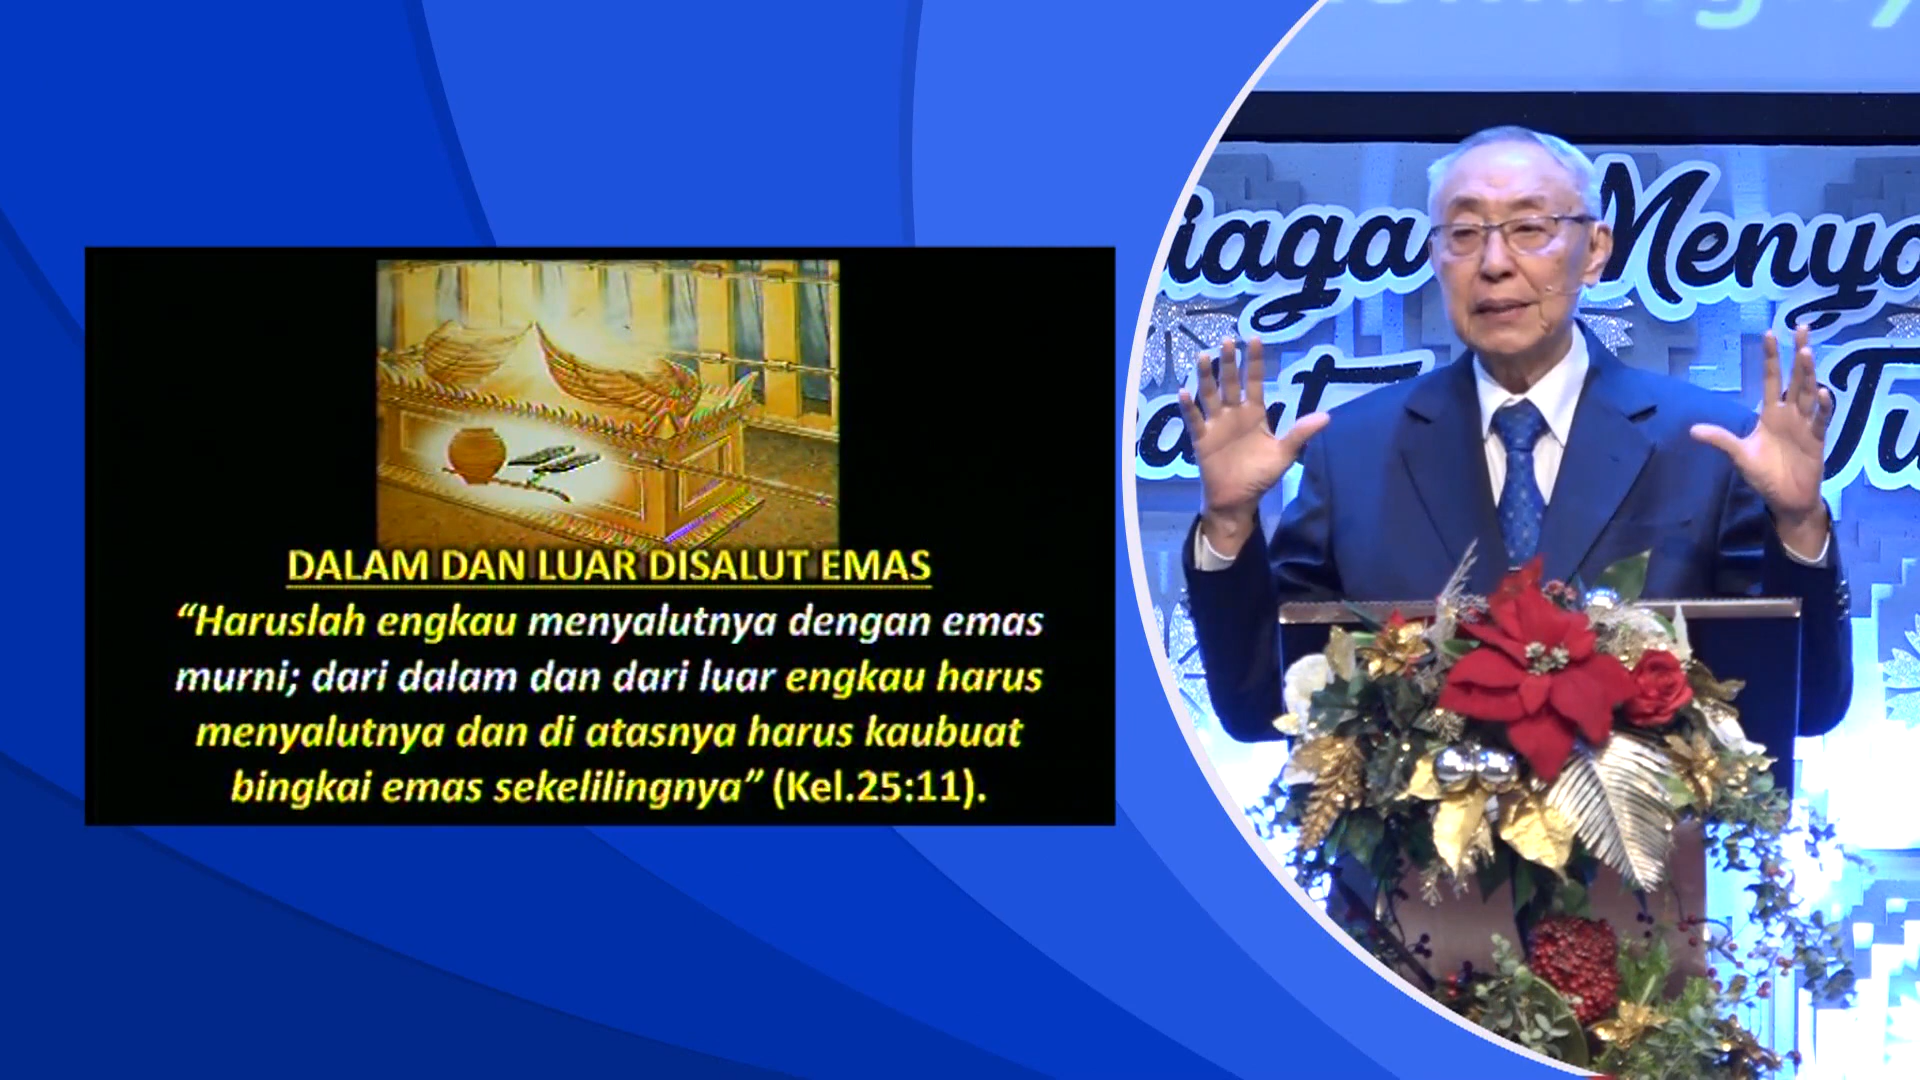 DALAM DAN LUAR DISALUT EMAS
“Haruslah engkau menyalutnya dengan emas
murni; dari dalam dan dari luar engkau harus
menyalutnya dan di atasnya harus kaubuat
bingkai emas sekelilingnya” (Kel.25:11).